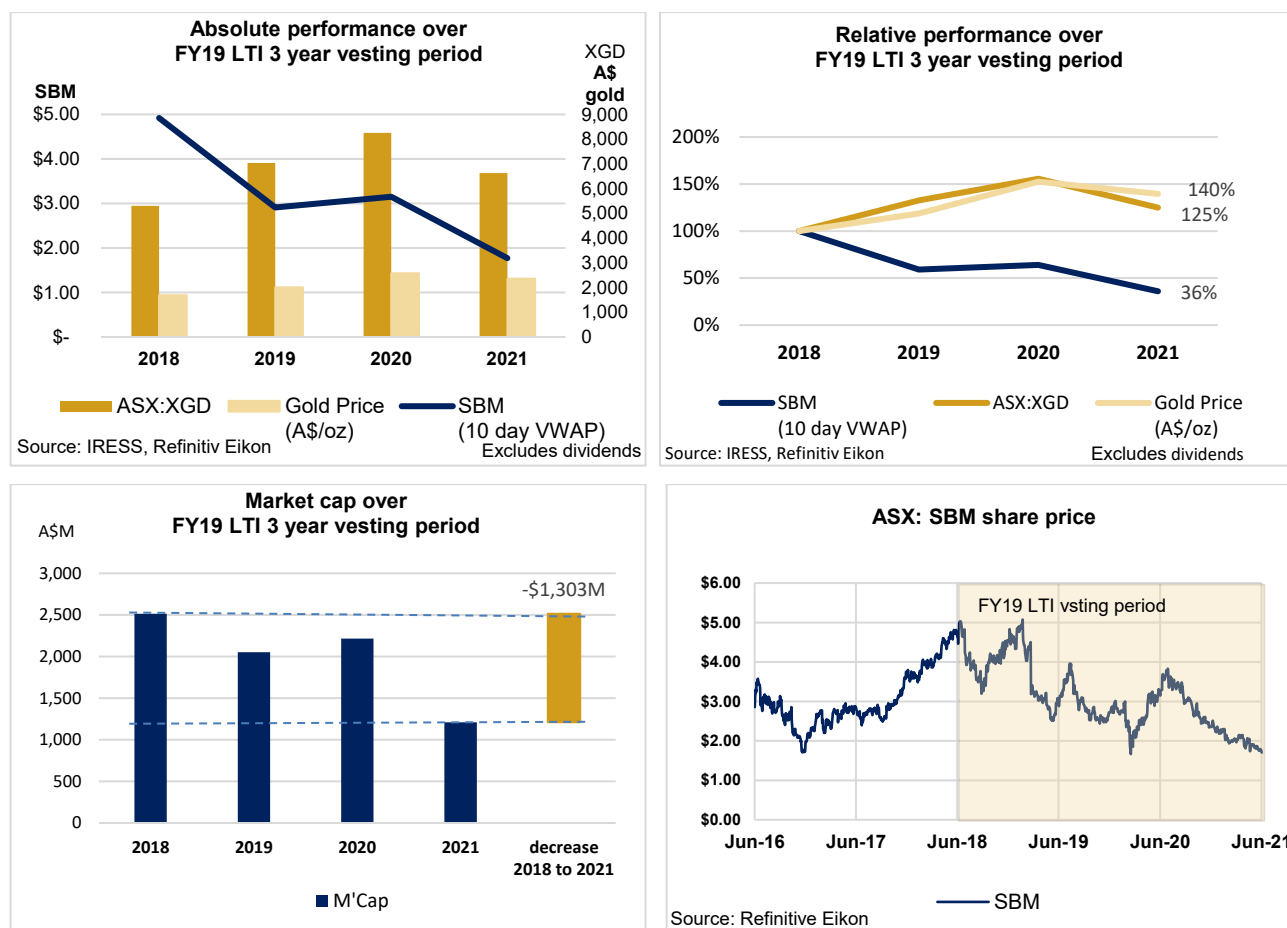 Absolute performance over
FY19 LTI 3 year vesting period
SBM
XGD
A$
gold
$5.00
$4.00
$3.00
$2.00
$1.00
$-
9,000
8,000
7,000
6,000
5,000
4,000
3,000
2,000
1,000
0
2018 2019 2020 2021
ASX:XGD Gold Price SBM
(A$/oz) (10 day VWAP)
Source: IRESS, Refinitiv Eikon Excludes dividends
Relative performance over
FY19 LTI 3 year vesting period
200%
150%
100%
50%
0%
140%
125%
36%
2018 2019 2020 2021
SBM ASX:XGD Gold Price
(10 day VWAP) (A$/oz)
Source: IRESS, Refinitiv Eikon Excludes dividends
Market cap over
FY19 LTI 3 year vesting period
A$M
3,000
2,500
2,000
1,500
1,000
500
0
-$1,303M
2018 2019 2020 2021 decrease
2018 to 2021
M'Cap
ASX: SBM share price
$6.00
$5.00
$4.00
$3.00
$2.00
$1.00
$0.00
FY19 LTI vsting period
Jun-16 Jun-17 Jun-18 Jun-19 Jun-20 Jun-21
SBM
Source: Refinitive Eikon